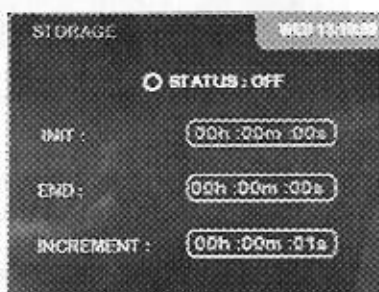 STORAGE
STATUS : OFF
INIT : 00h :00m :00s
END : 00h :00m :00s
INCREMENT : 00h :00m :01s